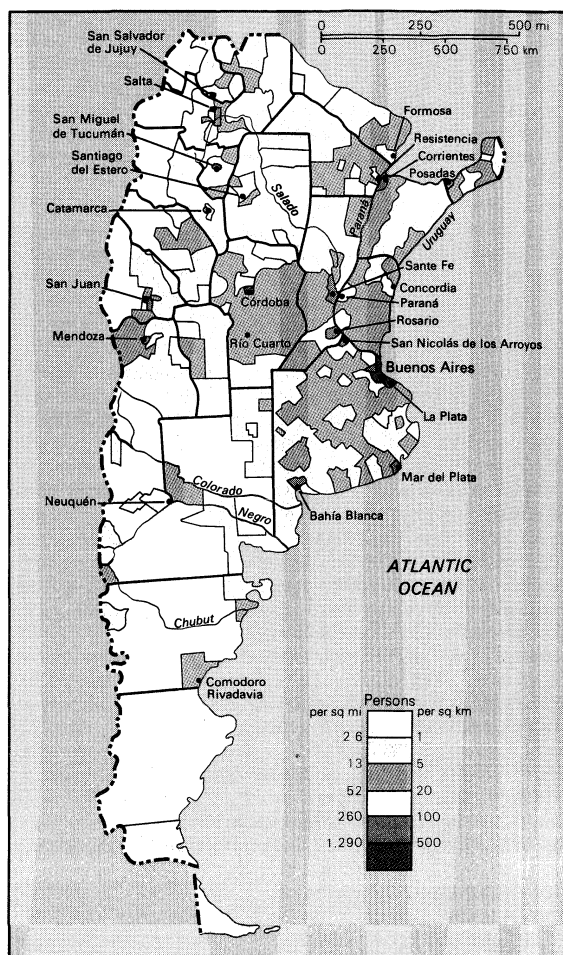 0 250 500 mi
0 250 500 750 km
San Salvador
de Jujuy
Salta
San Miguel
de Tucumán
Santiago
del Estero
Catamarca
San Juan
Mendoza
Neuquén
Formosa
Resistencia
Corrientes
Posadas
Salado
Paraná
Uruguay
Sante Fe
Concordia
Paraná
Rosario
San Nicolás de los Arroyos
Córdoba
Río Cuarto
Buenos Aires
La Plata
Mar del Plata
Bahía Blanca
Colorado
Negro
ATLANTIC
OCEAN
Chubut
Comodoro
Rivadavia
Persons
per sq mi per sq km
2 6 1
13 5
52 20
260 100
1,290 500